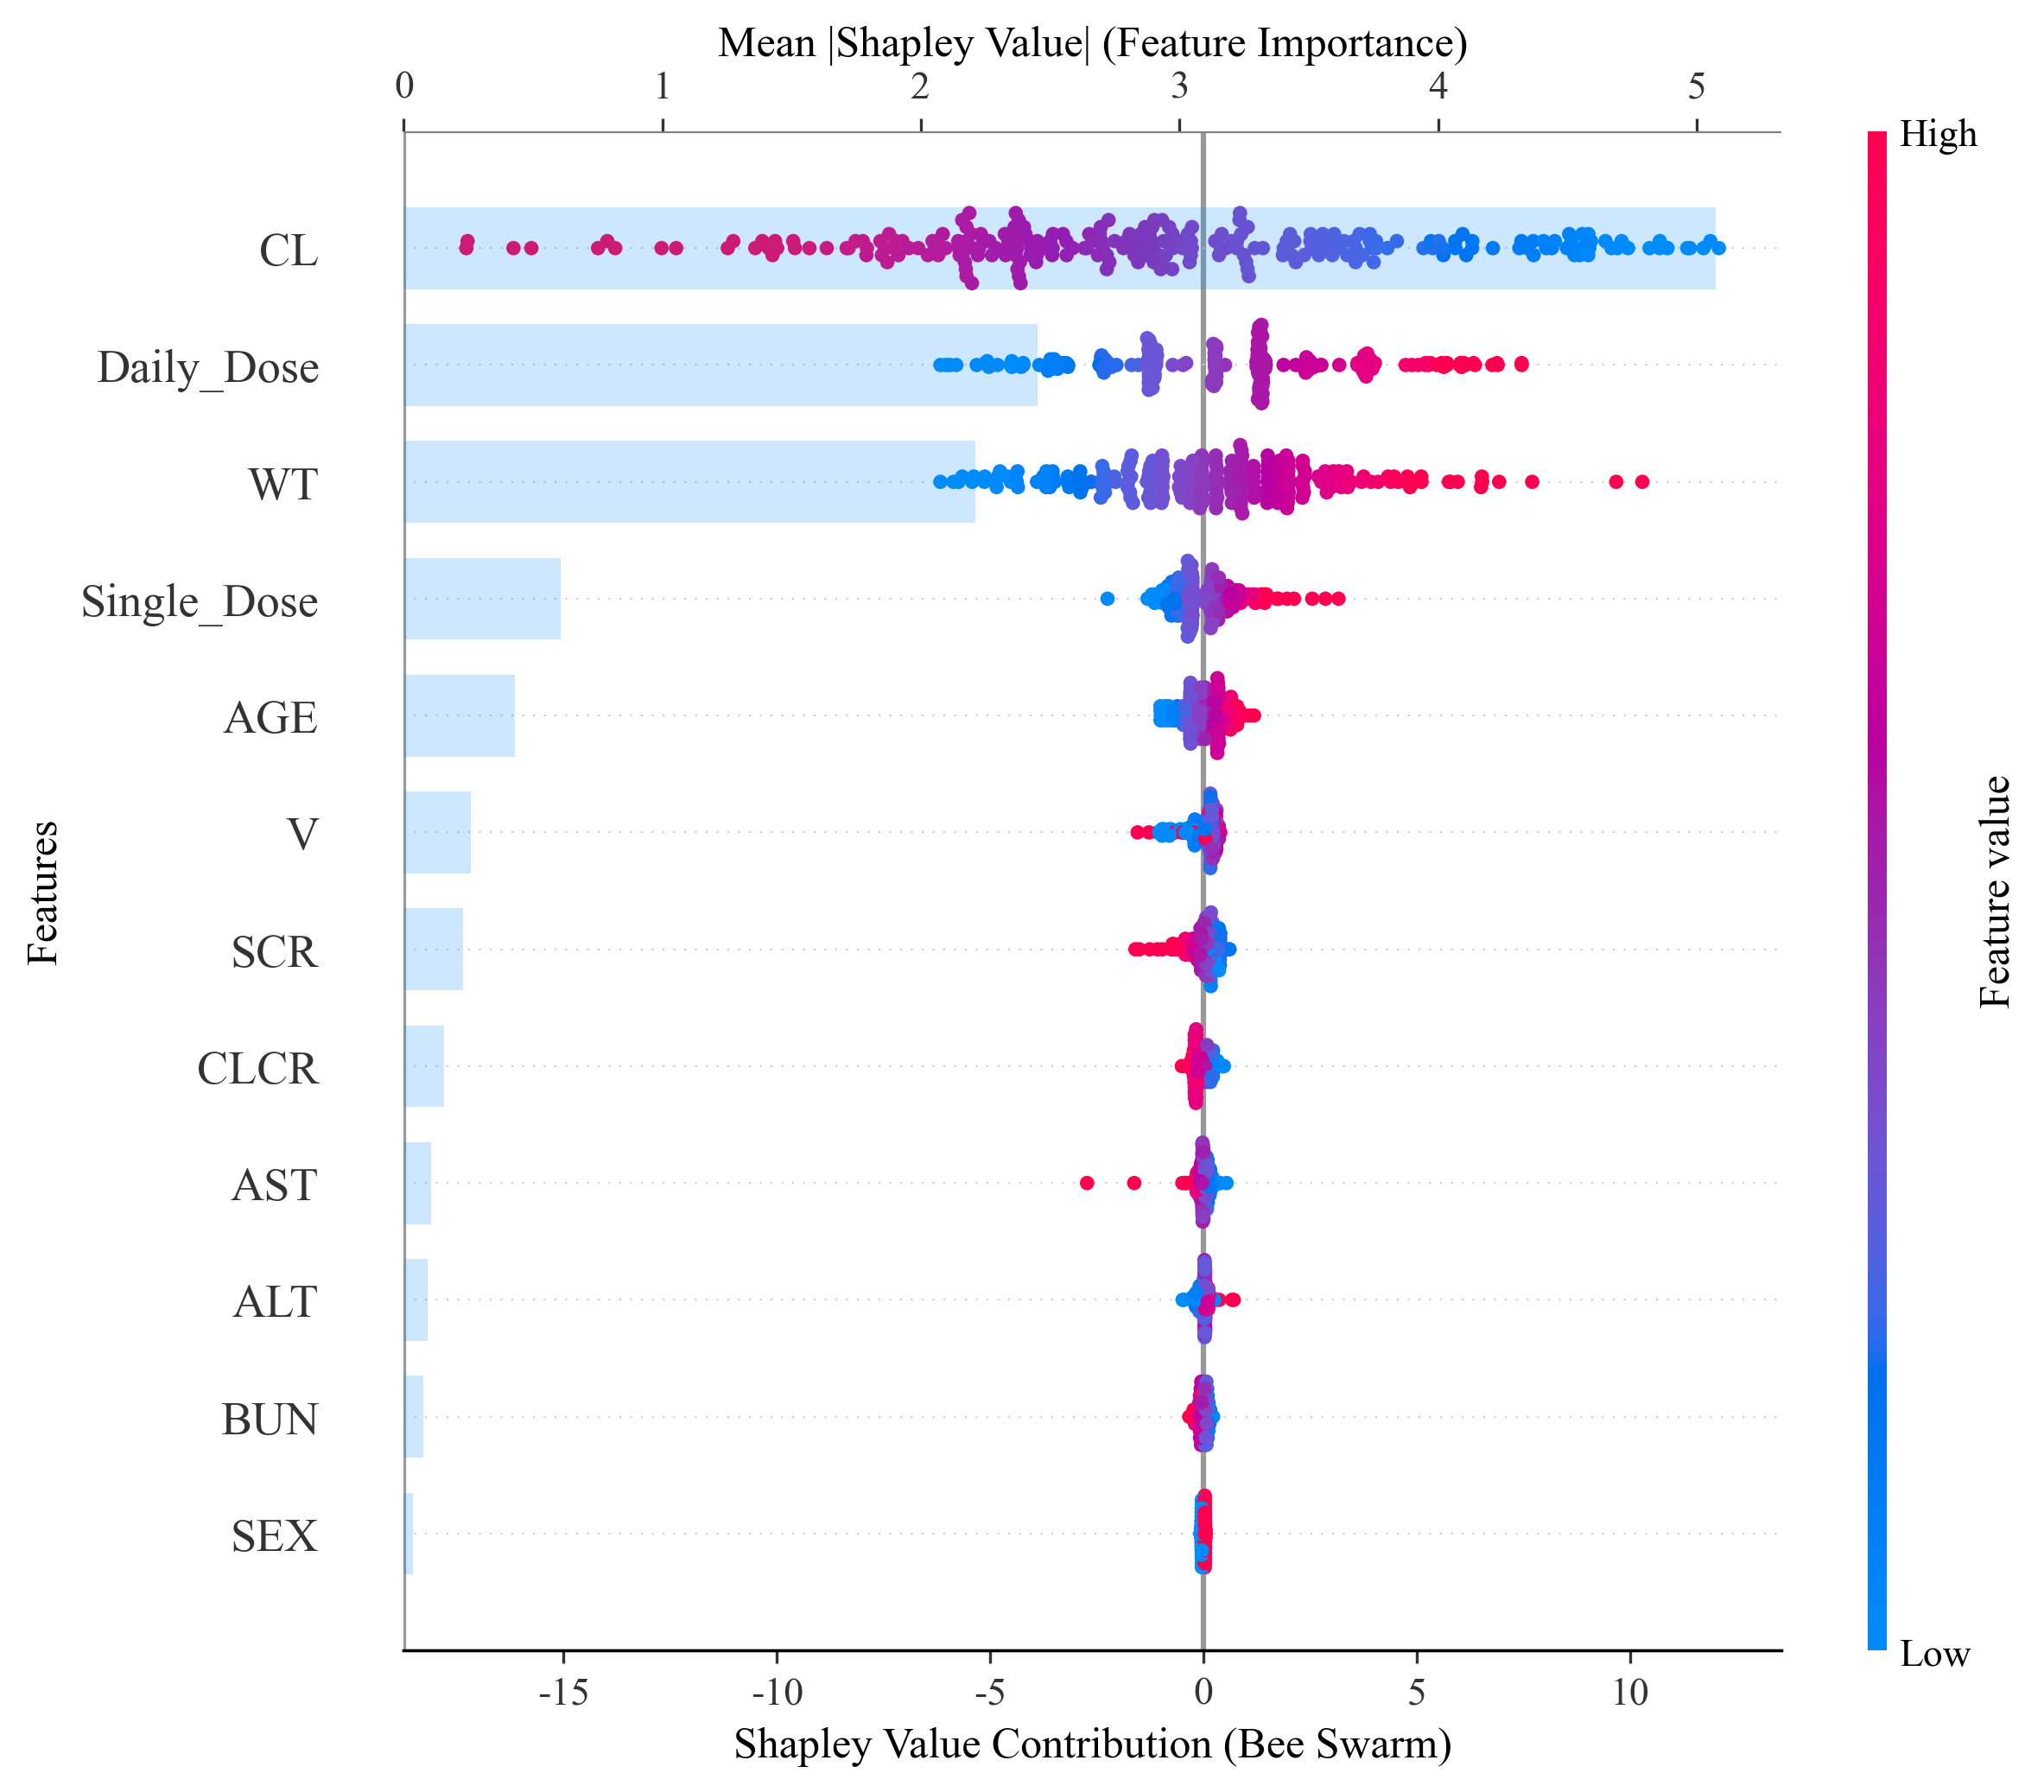 Mean |Shapley Value| (Feature Importance)
0 1 2 3 4 5
High
CL
Daily_Dose
WT
Single_Dose
AGE
V
SCR
CLCR
AST
ALT
BUN
SEX
Features
Feature value
Low
-15 -10 -5 0 5 10
Shapley Value Contribution (Bee Swarm)